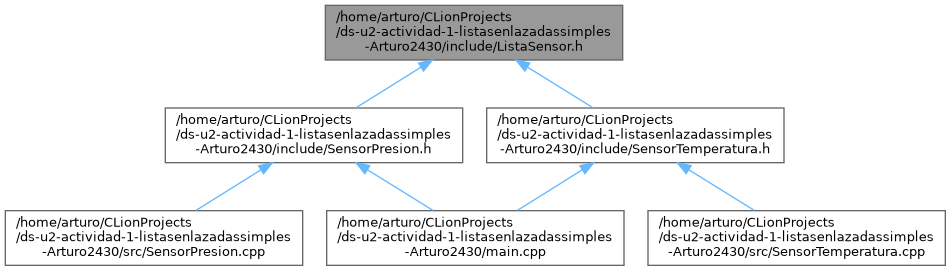 /home/arturo/CLionProjects
/ds-u2-actividad-1-listasenlazadassimples
-Arturo2430/include/ListaSensor.h
/home/arturo/CLionProjects
/ds-u2-actividad-1-listasenlazadassimples
-Arturo2430/include/SensorPresion.h
/home/arturo/CLionProjects
/ds-u2-actividad-1-listasenlazadassimples
-Arturo2430/include/SensorTemperatura.h
/home/arturo/CLionProjects
/ds-u2-actividad-1-listasenlazadassimples
-Arturo2430/src/SensorPresion.cpp
/home/arturo/CLionProjects
/ds-u2-actividad-1-listasenlazadassimples
-Arturo2430/main.cpp
/home/arturo/CLionProjects
/ds-u2-actividad-1-listasenlazadassimples
-Arturo2430/src/SensorTemperatura.cpp